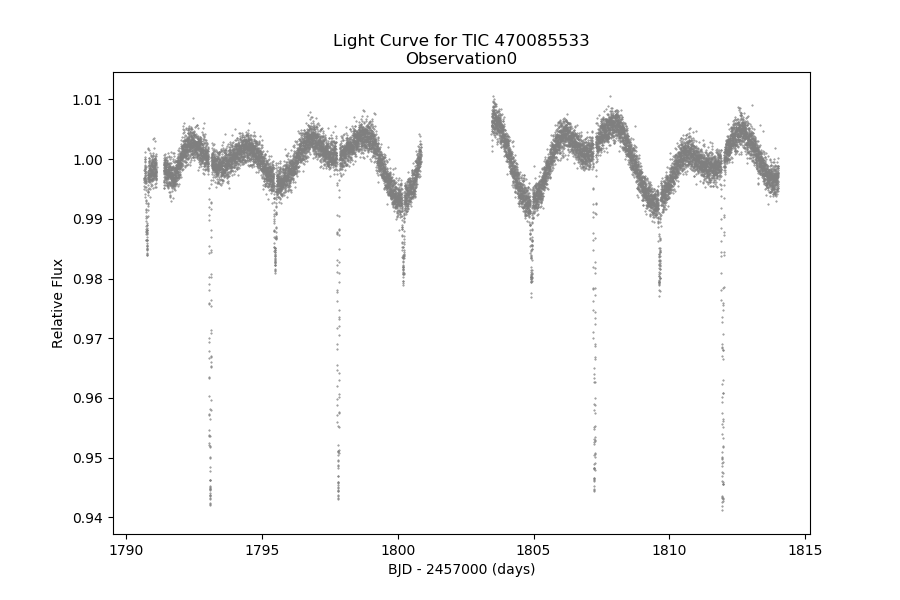 Light Curve for TIC 470085533
Observation0
1.01
1.00
0.99
0.98
0.97
0.96
0.95
0.94
Relative Flux
1790 1795 1800 1805 1810 1815
BJD - 2457000 (days)